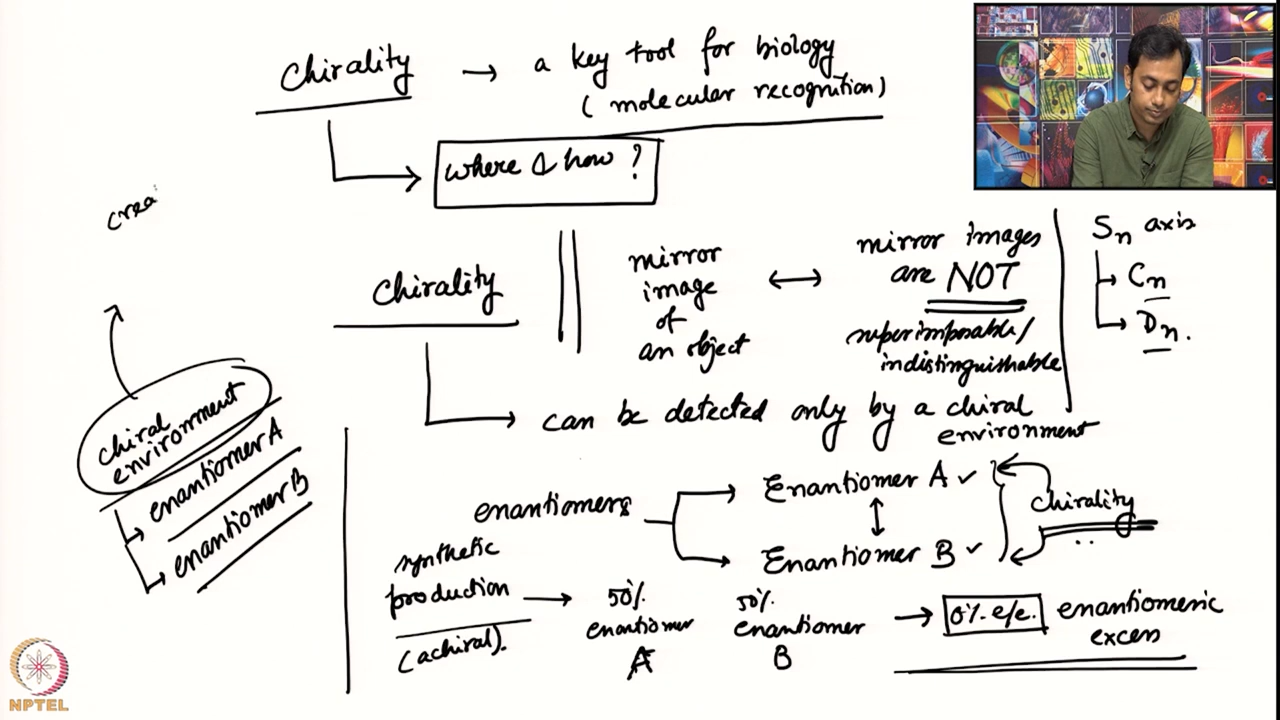 Chirality → a key tool for biology
(molecular recognition)
where & how ?
crea
Chirality
mirror
image
of
an object
↔
mirror images
are NOT
superimposable/
indistinguishable
Sn axis
→ Cn
→ Dn.
can be detected only by a chiral
environment
chiral
environment
enantiomer A
enantiomer B
enantiomers
Enantiomer A ✓
Enantiomer B ✓
chirality
synthetic
production
(achiral).
→
50%
enantiomer
A
50%
enantiomer
B
→ 0% e/e. enantiomeric
excess
NPTEL